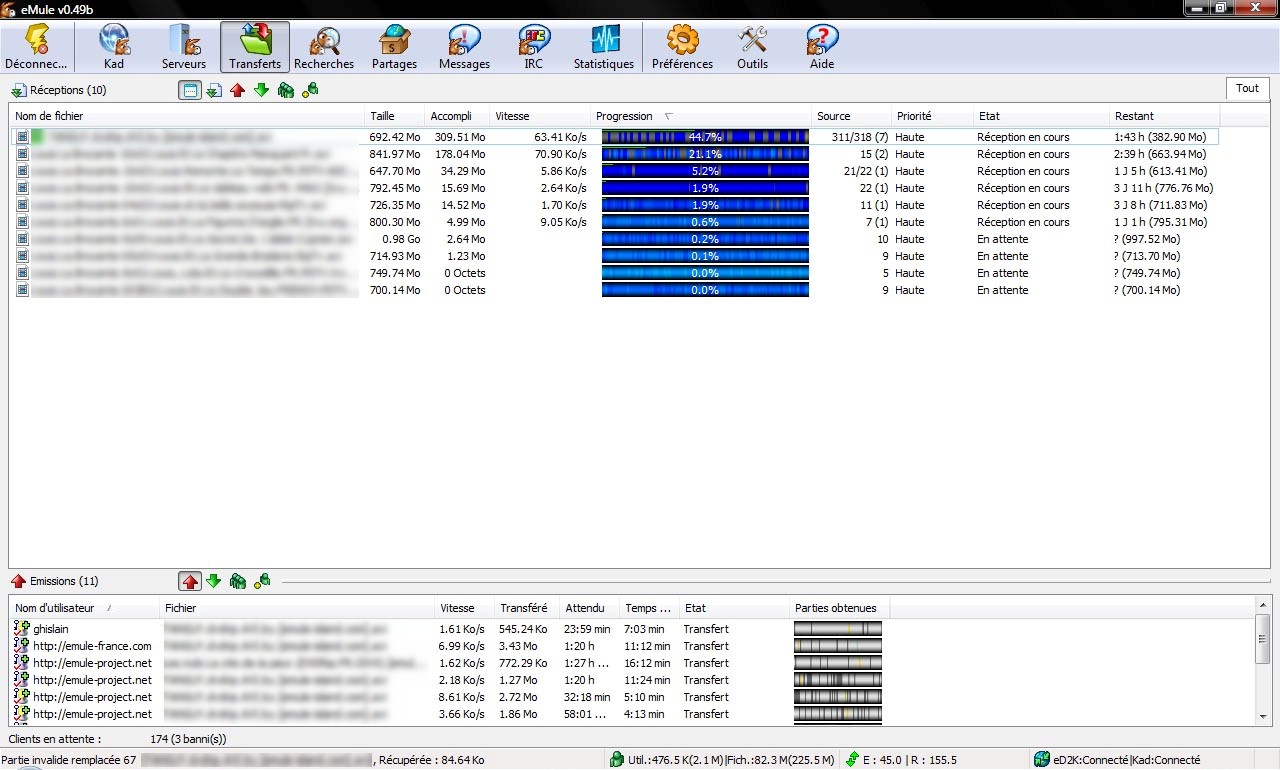 eMule v0.49b
Déconnec... Kad Serveurs Transferts Recherches Partages Messages IRC Statistiques Préférences Outils Aide
Réceptions (10) Tout
Nom de fichier Taille Accompli Vitesse Progression Source Priorité Etat Restant
692.42 Mo 309.51 Mo 63.41 Ko/s 44.7% 311/318 (7) Haute Réception en cours 1:43 h (382.91 Mo)
841.97 Mo 178.04 Mo 70.90 Ko/s 21.1% 15 (2) Haute Réception en cours 2:39 h (663.94 Mo)
647.70 Mo 34.29 Mo 5.86 Ko/s 5.2% 21/22 (1) Haute Réception en cours 1 J 5 h (613.41 Mo)
792.45 Mo 15.69 Mo 2.64 Ko/s 1.9% 22 (1) Haute Réception en cours 3 J 11 h (776.76 Mo)
726.35 Mo 14.52 Mo 1.70 Ko/s 1.9% 11 (1) Haute Réception en cours 3 J 8 h (711.83 Mo)
800.30 Mo 4.99 Mo 9.05 Ko/s 0.6% 7 (1) Haute Réception en cours 1 J 1 h (795.31 Mo)
0.98 Go 2.64 Mo 0.2% 10 Haute En attente ? (997.52 Mo)
714.93 Mo 1.23 Mo 0.1% 9 Haute En attente ? (713.70 Mo)
749.74 Mo 0 Octets 0.0% 5 Haute En attente ? (749.74 Mo)
700.14 Mo 0 Octets 0.0% 9 Haute En attente ? (700.14 Mo)
Emissions (11)
Nom d'utilisateur Fichier Vitesse Transféré Attendu Temps ... Etat Parties obtenues
ghislain 1.61 Ko/s 545.24 Ko 23:59 min 7:03 min Transfert
http://emule-france.com 6.99 Ko/s 3.43 Mo 1:20 h 11:12 min Transfert
http://emule-project.net 1.62 Ko/s 772.29 Ko 1:27 h ... 16:12 min Transfert
http://emule-project.net 2.18 Ko/s 1.27 Mo 1:20 h 11:24 min Transfert
http://emule-project.net 8.61 Ko/s 2.72 Mo 32:18 min 5:10 min Transfert
http://emule-project.net 3.66 Ko/s 1.86 Mo 58:01 ... 4:13 min Transfert
Clients en attente : 174 (3 banni(s))
Partie invalide remplacée 67 , Récupérée : 84.64 Ko Util.:476.5 K(2.1 M)|Fich.:82.3 M(225.5 M) E : 45.0 | R : 155.5 eD2K:Connecté|Kad:Connecté